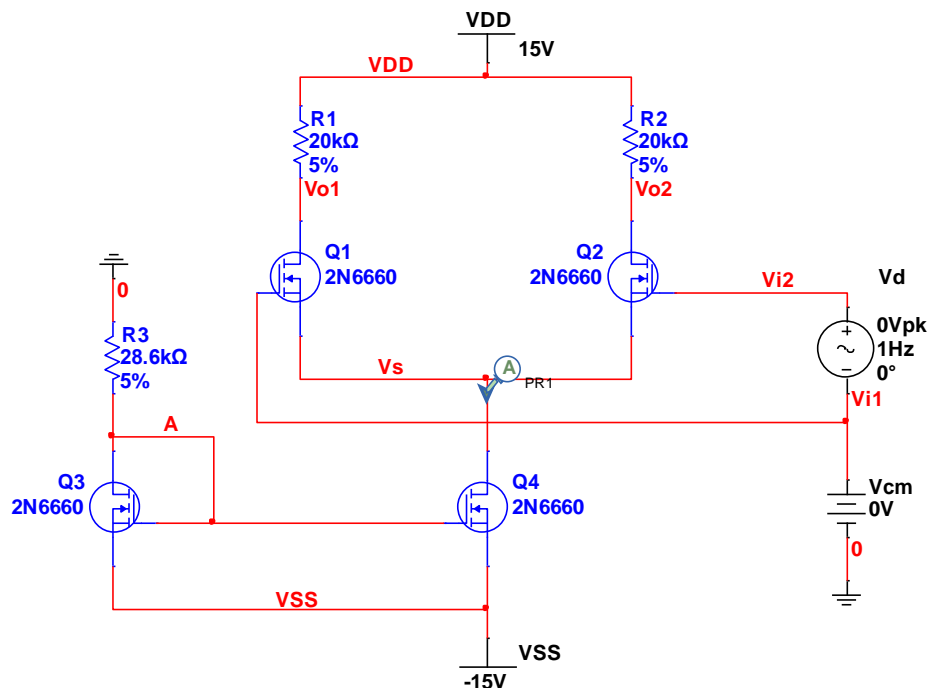 VDD
15V
VDD
R1
20kΩ
5%
R2
20kΩ
5%
Vo1
Vo2
Q1
2N6660
Q2
2N6660
Vi2
Vd
0
0Vpk
1Hz
0°
R3
28.6kΩ
5%
Vs
A
PR1
Vi1
A
Q3
2N6660
Q4
2N6660
Vcm
0V
0
VSS
VSS
-15V